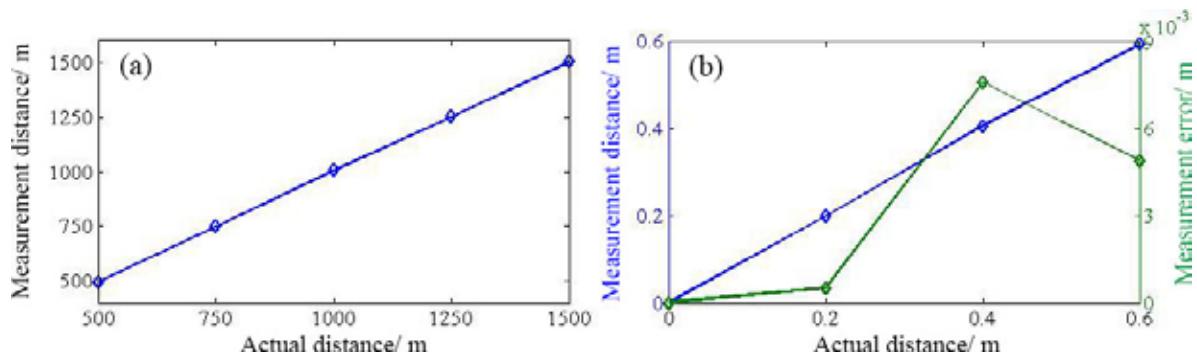 (a)
Measurement distance/ m
1500
1250
1000
750
500
500 750 1000 1250 1500
Actual distance/ m
(b)
Measurement distance/ m
0.6
0.4
0.2
0
0 0.2 0.4 0.6
Actual distance/ m
×10⁻³
9
6
3
0
Measurement error/ m